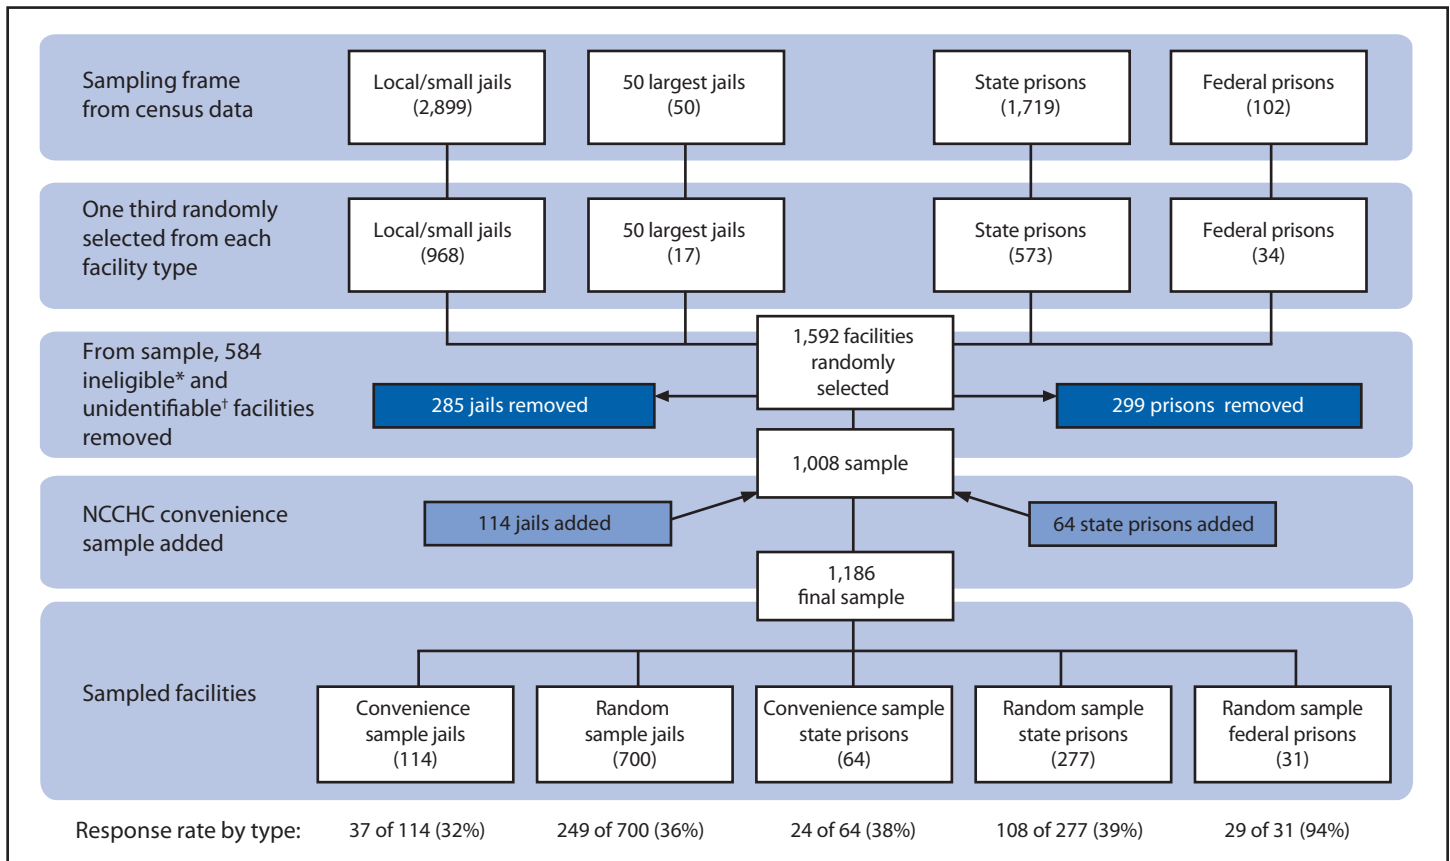 Sampling frame
from census data
Local/small jails
(2,899)
50 largest jails
(50)
State prisons
(1,719)
Federal prisons
(102)
One third randomly
selected from each
facility type
Local/small jails
(968)
50 largest jails
(17)
State prisons
(573)
Federal prisons
(34)
From sample, 584
ineligible* and
unidentifiable† facilities
removed
1,592 facilities
randomly
selected
285 jails removed
299 prisons removed
1,008 sample
NCCHC convenience
sample added
114 jails added
64 state prisons added
1,186
final sample
Sampled facilities
Convenience
sample jails
(114)
Random
sample jails
(700)
Convenience sample
state prisons
(64)
Random sample
state prisons
(277)
Random sample
federal prisons
(31)
Response rate by type:
37 of 114 (32%)
249 of 700 (36%)
24 of 64 (38%)
108 of 277 (39%)
29 of 31 (94%)